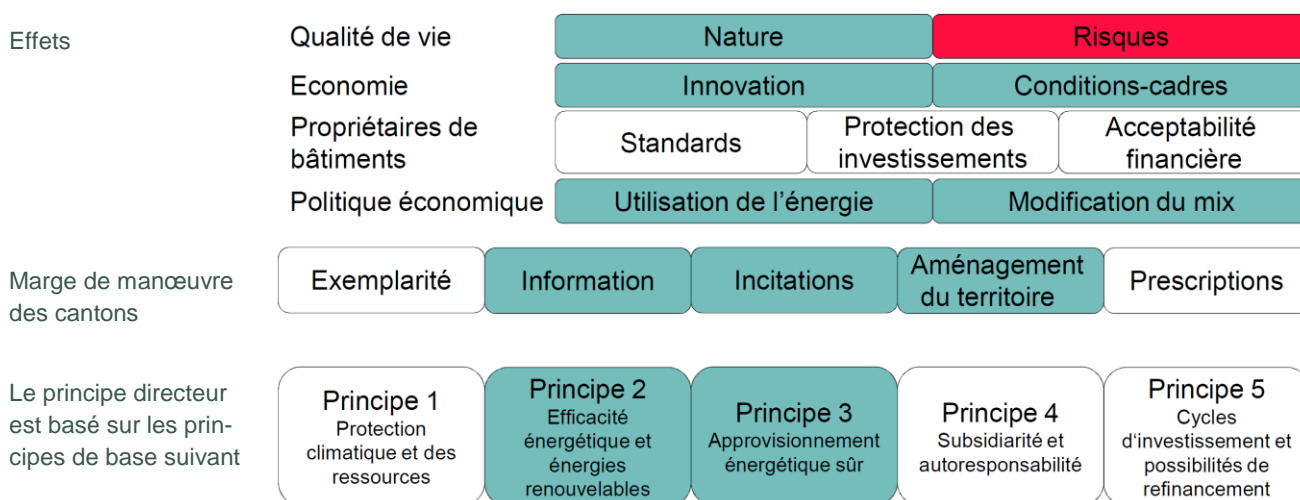 Effets
Qualité de vie
Nature
Risques
Economie
Innovation
Conditions-cadres
Propriétaires de
bâtiments
Standards
Protection des
investissements
Acceptabilité
financière
Politique économique
Utilisation de l'énergie
Modification du mix
Marge de manœuvre
des cantons
Exemplarité
Information
Incitations
Aménagement
du territoire
Prescriptions
Le principe directeur
est basé sur les prin-
cipes de base suivant
Principe 1
Protection
climatique et des
ressources
Principe 2
Efficacité
énergétique et
énergies
renouvelables
Principe 3
Approvisionnement
énergétique sûr
Principe 4
Subsidiarité et
autoresponsabilité
Principe 5
Cycles
d'investissement et
possibilités de
refinancement